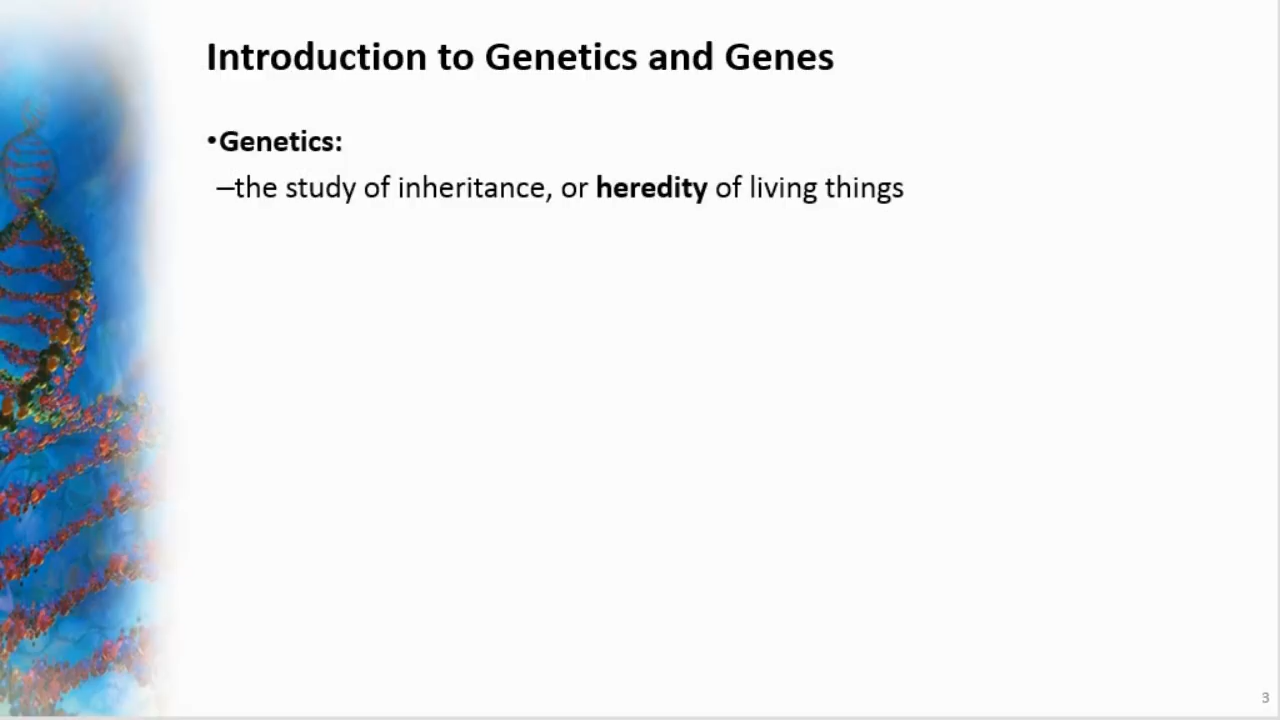 Introduction to Genetics and Genes
•Genetics:
–the study of inheritance, or heredity of living things
3